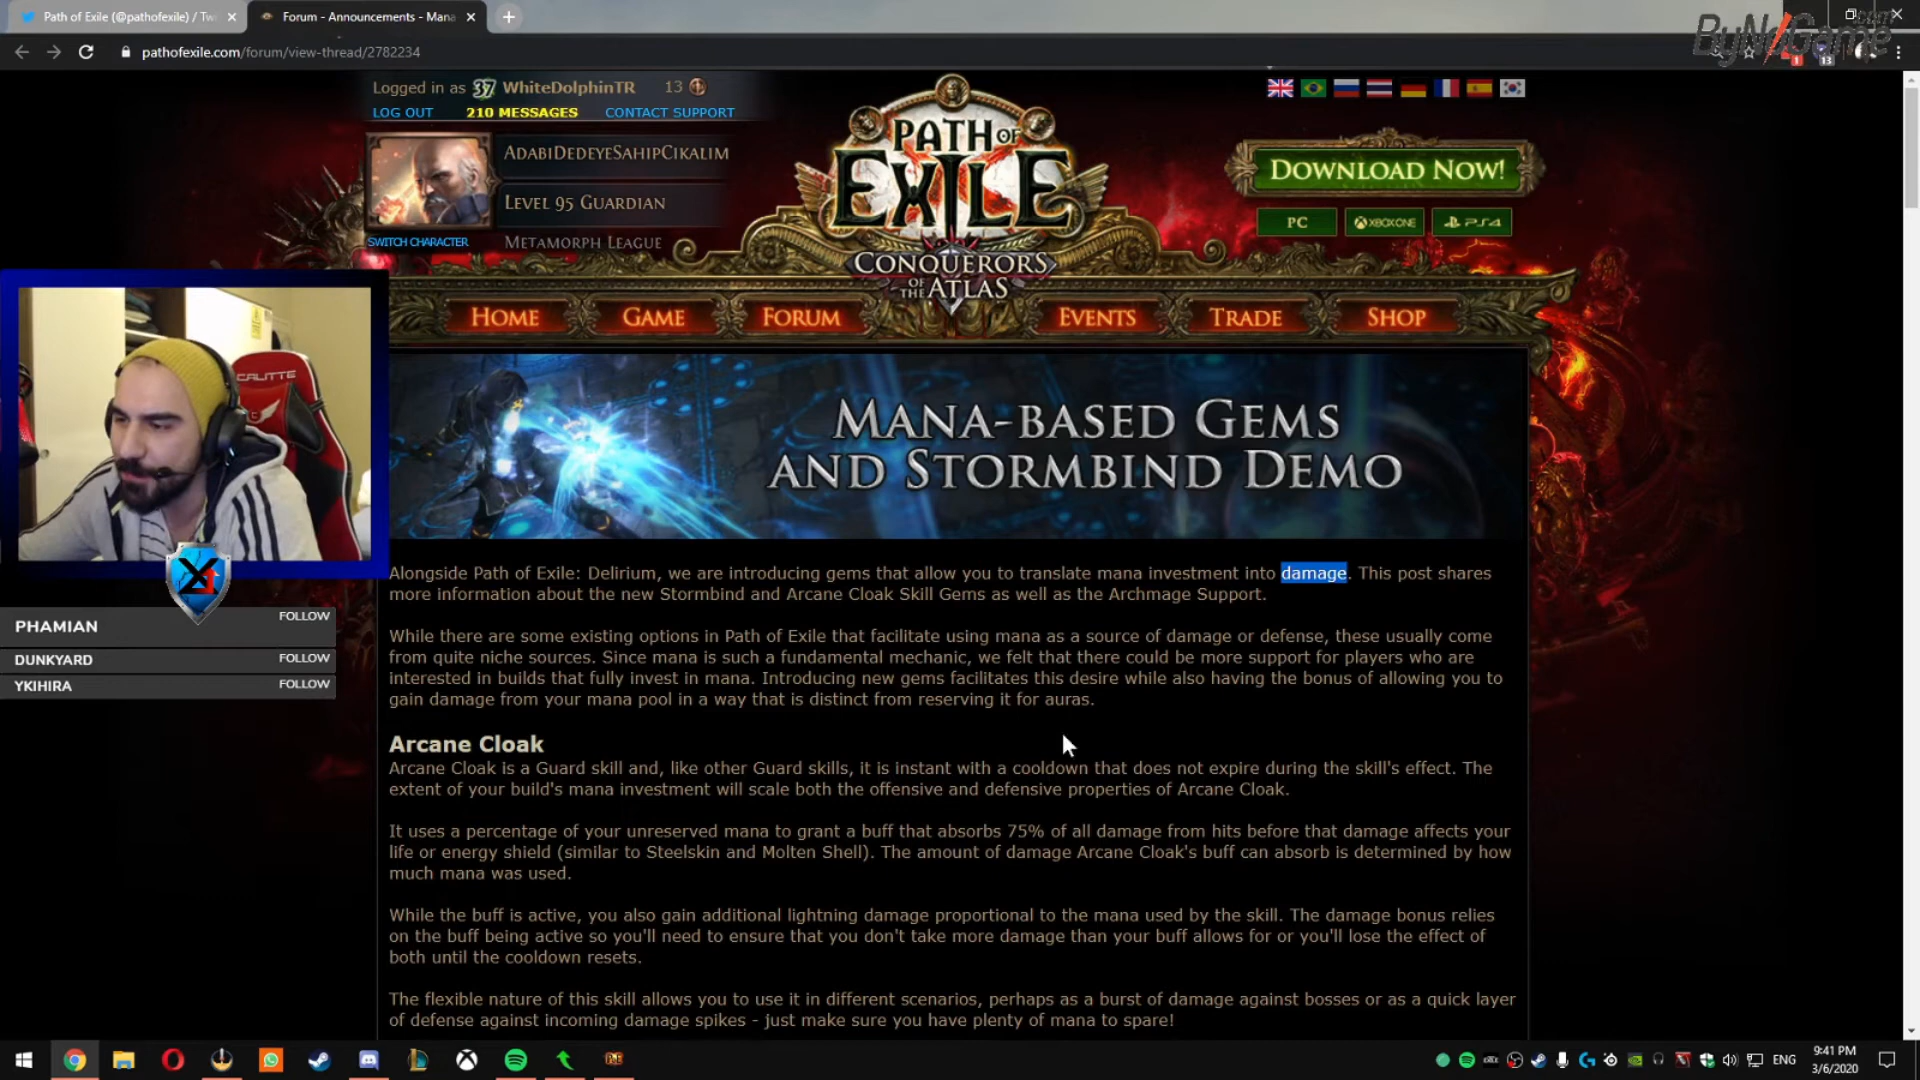 Path of Exile (@pathofexile) / Tw
Forum - Announcements - Mana
pathofexile.com/forum/view-thread/2782234
ByNoGame
.com
1
13
Logged in as WhiteDolphinTR 13
LOG OUT 210 MESSAGES CONTACT SUPPORT
AdabiDedeyeSahipCikalim
Level 95 Guardian
SWITCH CHARACTER
Metamorph League
PATH OF EXILE
CONQUERORS OF THE ATLAS
DOWNLOAD NOW!
PC XBOX ONE PS4
HOME GAME FORUM EVENTS TRADE SHOP
CALITTE
MANA-BASED GEMS
AND STORMBIND DEMO
Alongside Path of Exile: Delirium, we are introducing gems that allow you to translate mana investment into damage. This post shares
more information about the new Stormbind and Arcane Cloak Skill Gems as well as the Archmage Support.
While there are some existing options in Path of Exile that facilitate using mana as a source of damage or defense, these usually come
from quite niche sources. Since mana is such a fundamental mechanic, we felt that there could be more support for players who are
interested in builds that fully invest in mana. Introducing new gems facilitates this desire while also having the bonus of allowing you to
gain damage from your mana pool in a way that is distinct from reserving it for auras.
Arcane Cloak
Arcane Cloak is a Guard skill and, like other Guard skills, it is instant with a cooldown that does not expire during the skill's effect. The
extent of your build's mana investment will scale both the offensive and defensive properties of Arcane Cloak.
It uses a percentage of your unreserved mana to grant a buff that absorbs 75% of all damage from hits before that damage affects your
life or energy shield (similar to Steelskin and Molten Shell). The amount of damage Arcane Cloak's buff can absorb is determined by how
much mana was used.
While the buff is active, you also gain additional lightning damage proportional to the mana used by the skill. The damage bonus relies
on the buff being active so you'll need to ensure that you don't take more damage than your buff allows for or you'll lose the effect of
both until the cooldown resets.
The flexible nature of this skill allows you to use it in different scenarios, perhaps as a burst of damage against bosses or as a quick layer
of defense against incoming damage spikes - just make sure you have plenty of mana to spare!
PHAMIAN FOLLOW
DUNKYARD FOLLOW
YKIHIRA FOLLOW
ENG
9:41 PM
3/6/2020